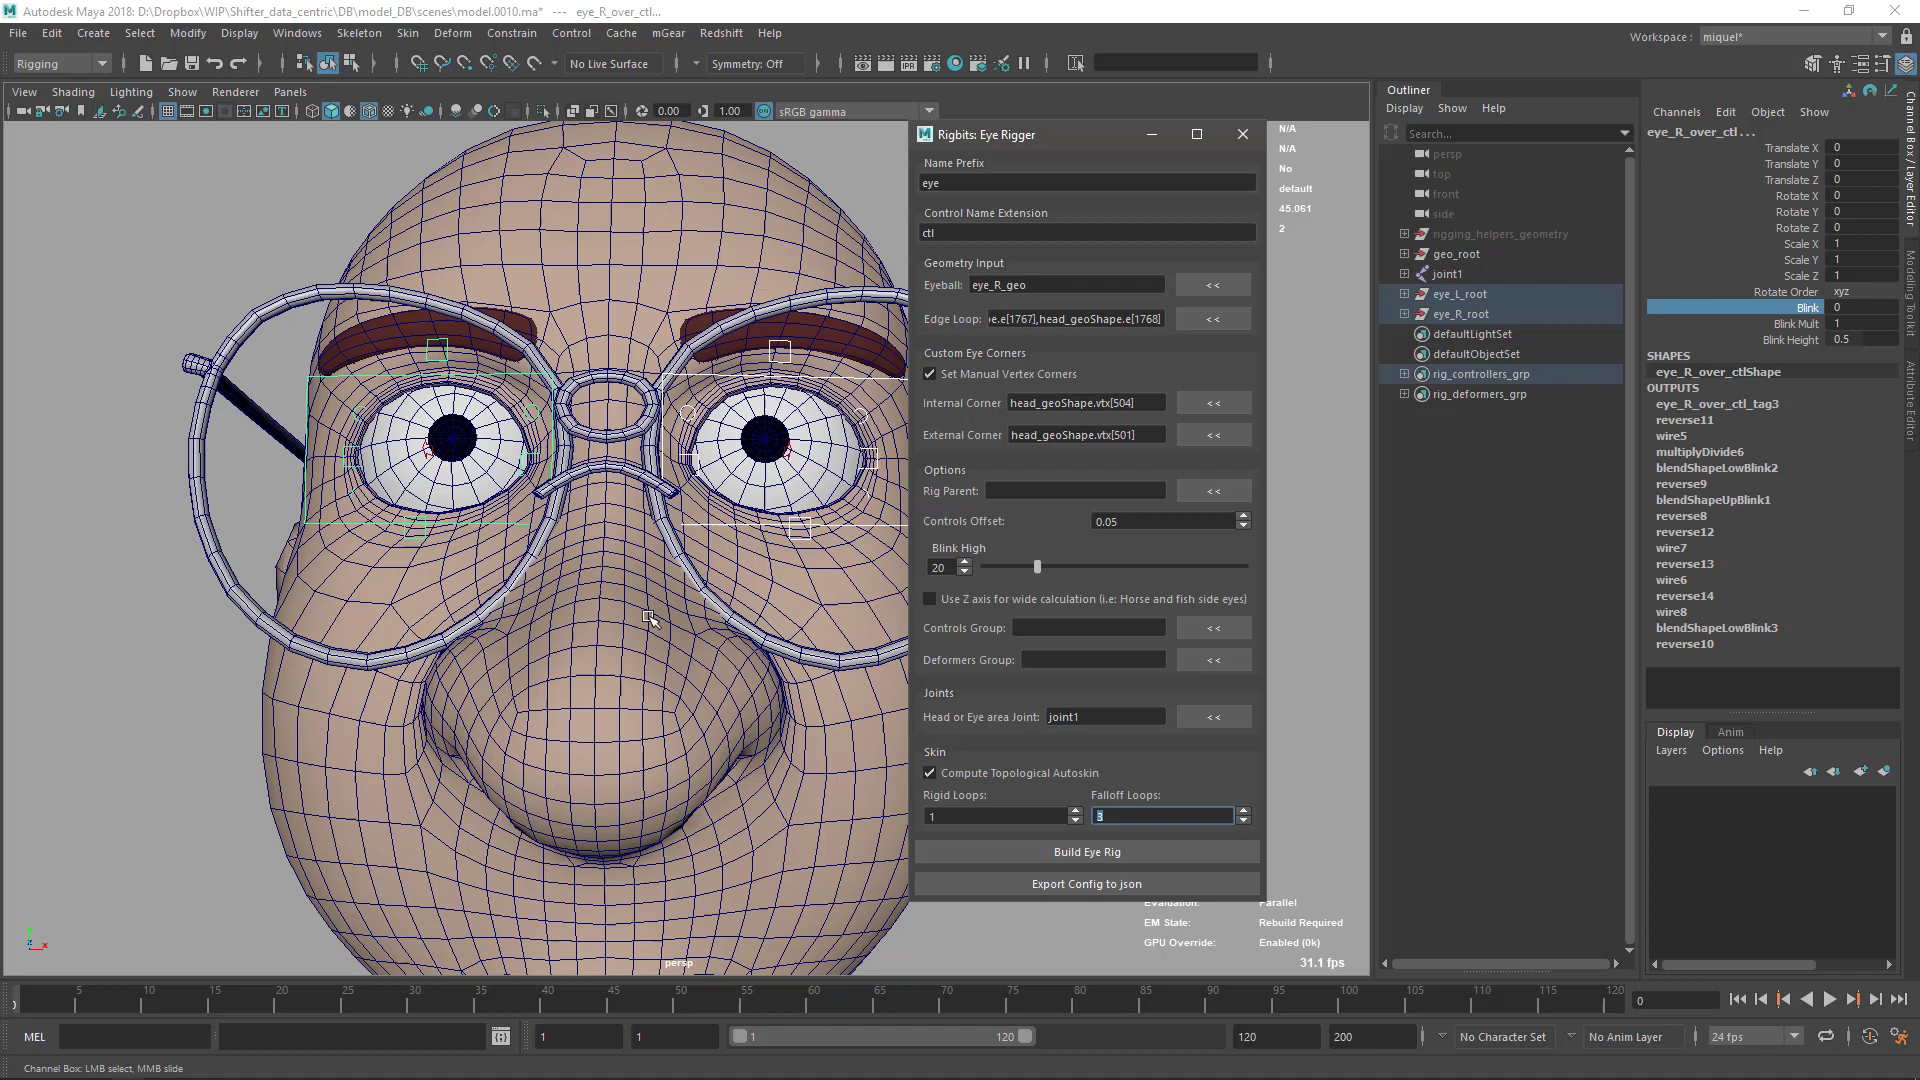 Autodesk Maya 2018: D:\Dropbox\WIP\Shifter_data_centric\DB\model_DB\scenes\model.0010.ma*   ---   eye_R_over_ctl...
File Edit Create Select Modify Display Windows Skeleton Skin Deform Constrain Control Cache mGear Redshift Help
Workspace : miquel*
Rigging No Live Surface Symmetry: Off
View Shading Lighting Show Renderer Panels
0.00 1.00 sRGB gamma
N/A
N/A
No
default
45.061
2
Rigbits: Eye Rigger
Name Prefix
eye
Control Name Extension
ctl
Geometry Input
Eyeball: eye_R_geo <<
Edge Loop: ɔe.e[1767],head_geoShape.e[1768] <<
Custom Eye Corners
Set Manual Vertex Corners
Internal Corner head_geoShape.vtx[504] <<
External Corner head_geoShape.vtx[501] <<
Options
Rig Parent: <<
Controls Offset: 0.05
Blink High
20
Use Z axis for wide calculation (i.e: Horse and fish side eyes)
Controls Group: <<
Deformers Group: <<
Joints
Head or Eye area Joint: joint1 <<
Skin
Compute Topological Autoskin
Rigid Loops: Falloff Loops:
1 3
Build Eye Rig
Export Config to json
Evaluation: Parallel
EM State: Rebuild Required
GPU Override: Enabled (0k)
persp
31.1 fps
Outliner
Display Show Help
Search...
persp
top
front
side
rigging_helpers_geometry
geo_root
joint1
eye_L_root
eye_R_root
defaultLightSet
defaultObjectSet
rig_controllers_grp
rig_deformers_grp
Channels Edit Object Show
eye_R_over_ctl . . .
Translate X 0
Translate Y 0
Translate Z 0
Rotate X 0
Rotate Y 0
Rotate Z 0
Scale X 1
Scale Y 1
Scale Z 1
Rotate Order xyz
Blink 0
Blink Mult 1
Blink Height 0.5
SHAPES
eye_R_over_ctlShape
OUTPUTS
eye_R_over_ctl_tag3
reverse11
wire5
multiplyDivide6
blendShapeLowBlink2
reverse9
blendShapeUpBlink1
reverse8
reverse12
wire7
reverse13
wire6
reverse14
wire8
blendShapeLowBlink3
reverse10
Display Anim
Layers Options Help
Channel Box / Layer Editor
Modeling Toolkit
Attribute Editor
5 10 15 20 25 30 35 40 45 50 55 60 65 70 75 80 85 90 95 100 105 110 115 120
0
MEL 1 1 1 120 120 200 No Character Set No Anim Layer 24 fps
Channel Box: LMB select, MMB slide